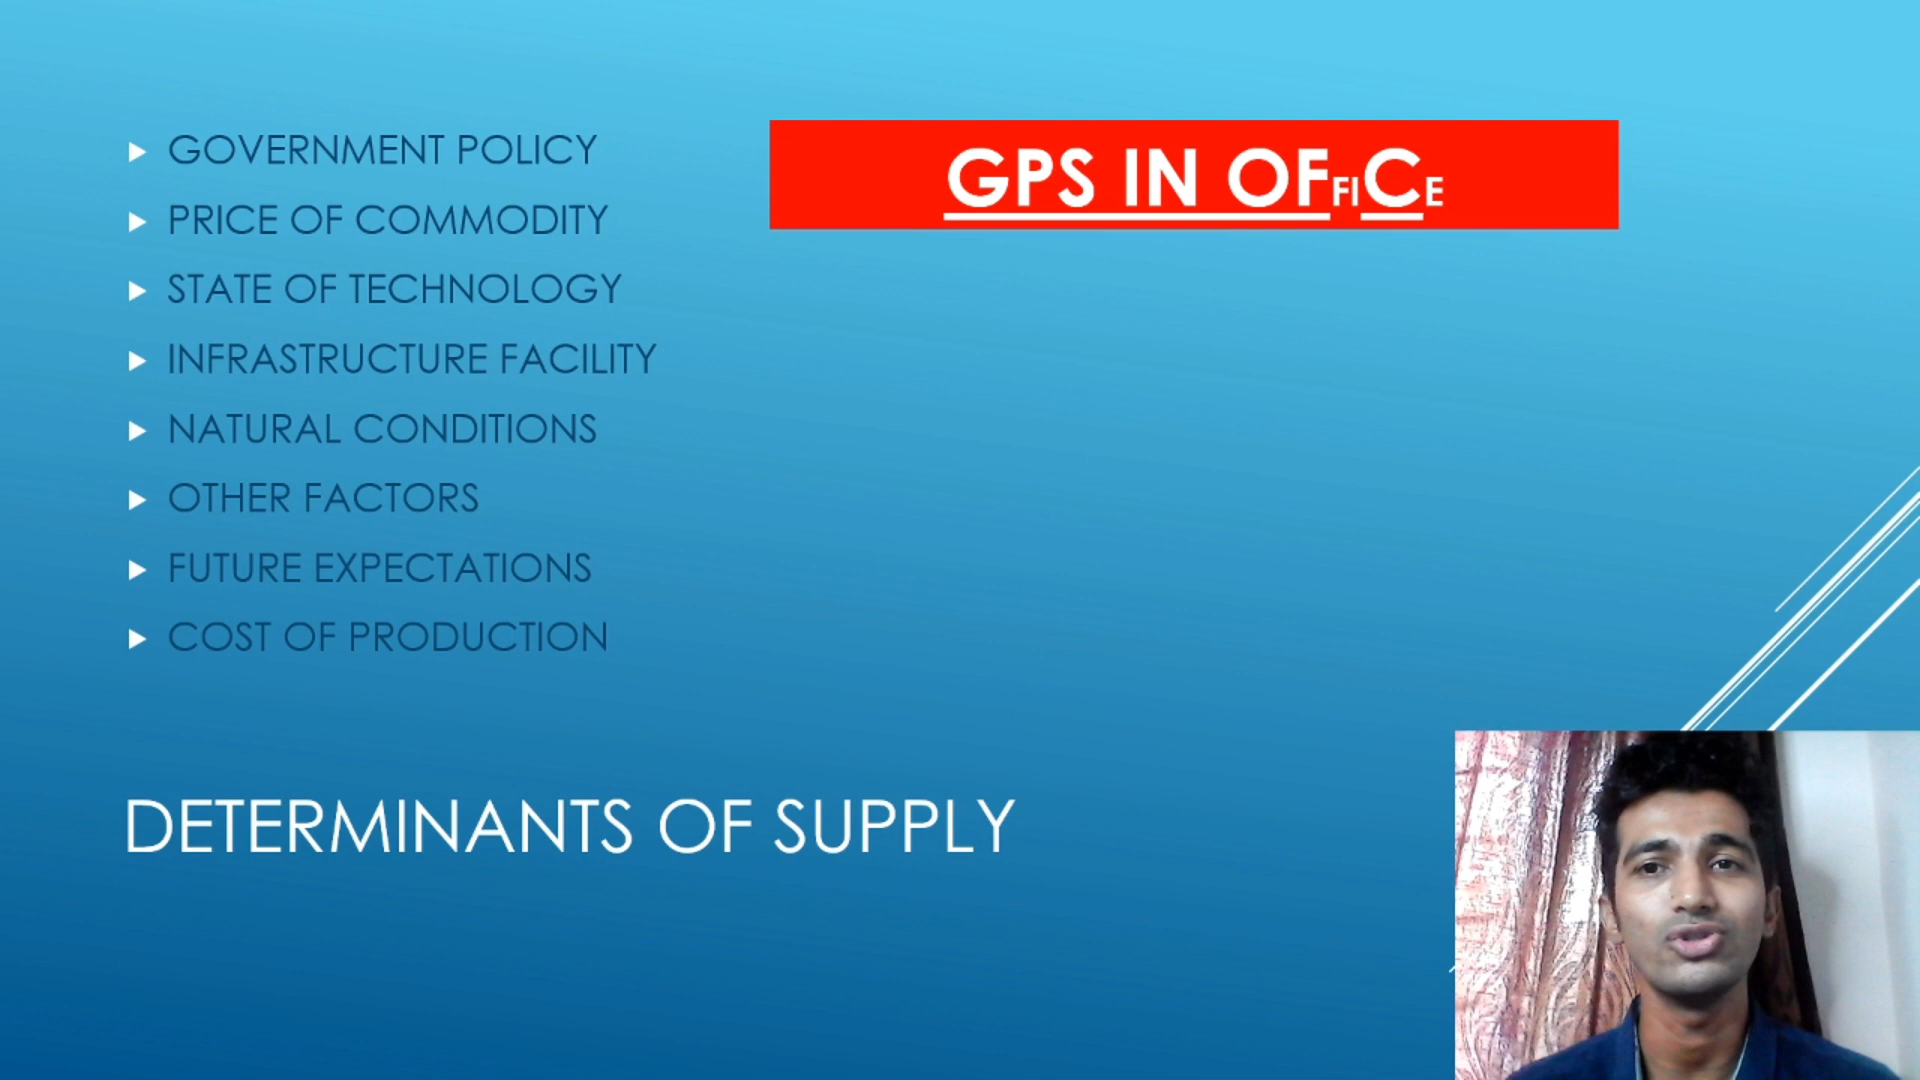 GOVERNMENT POLICY
PRICE OF COMMODITY
STATE OF TECHNOLOGY
INFRASTRUCTURE FACILITY
NATURAL CONDITIONS
OTHER FACTORS
FUTURE EXPECTATIONS
COST OF PRODUCTION
GPS IN OFFICE
DETERMINANTS OF SUPPLY